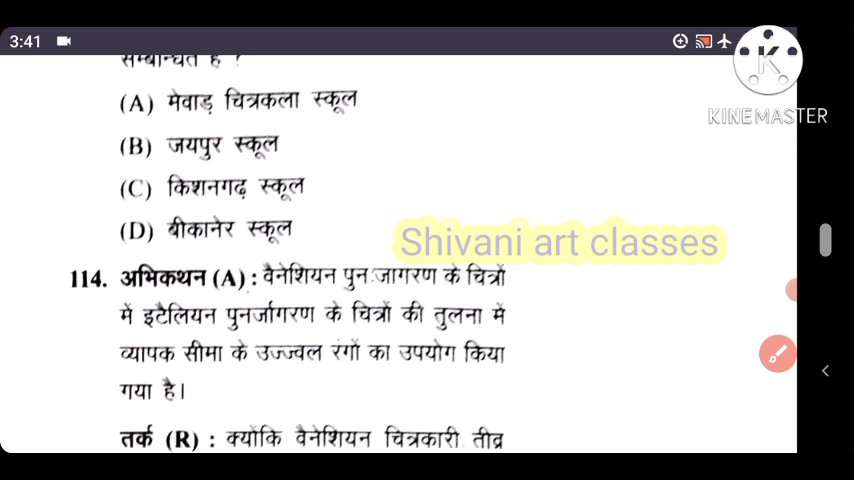 3:41
KINEMASTER
सम्बन्धित है ?
(A) मेवाड़ चित्रकला स्कूल
(B) जयपुर स्कूल
(C) किशनगढ़ स्कूल
(D) बीकानेर स्कूल
Shivani art classes
114. अभिकथन (A) : वैनेशियन पुनःजागरण के चित्रों
में इटैलियन पुनर्जागरण के चित्रों की तुलना में
व्यापक सीमा के उज्ज्वल रंगों का उपयोग किया
गया है।
तर्क (R) : क्योंकि वैनेशियन चित्रकारी तीव्र